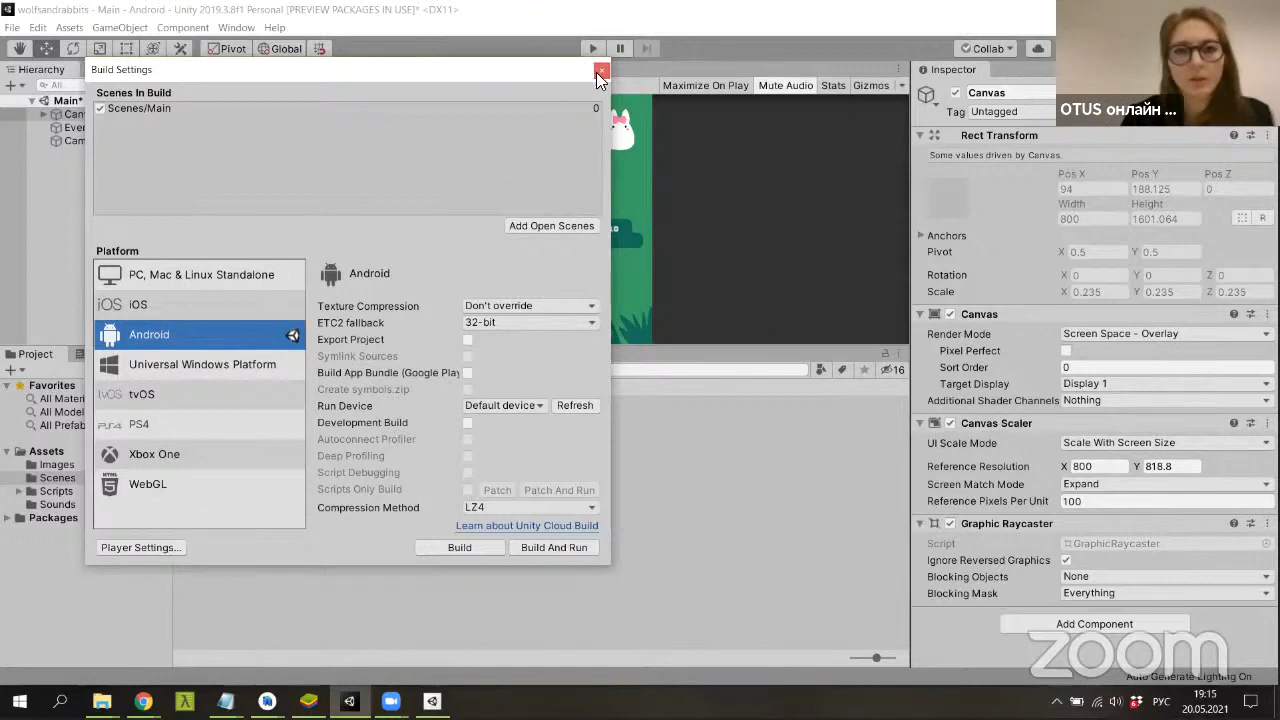 wolfsandrabbits - Main - Android - Unity 2019.3.8f1 Personal [PREVIEW PACKAGES IN USE]* <DX11>
File Edit Assets GameObject Component Window Help
Pivot Global Collab
Hierarchy
Build Settings
Inspector
All
Maximize On Play Mute Audio Stats Gizmos
Scenes In Build
Canvas
Main*
Scenes/Main 0
Tag Untagged
OTUS онлайн ...
Rect Transform
Some values driven by Canvas.
Pos X Pos Y Pos Z
94 188.125 0
Width Height
800 1601.064
R
Add Open Scenes
Anchors
Platform
Pivot X 0.5 Y 0.5
PC, Mac & Linux Standalone
Android
Rotation X 0 Y 0 Z 0
Scale X 0.235 Y 0.235 Z 0.235
iOS iOS
Texture Compression Don't override
Canvas
ETC2 fallback 32-bit
Android
Render Mode Screen Space - Overlay
Export Project
Pixel Perfect
Project
Symlink Sources
Universal Windows Platform
Sort Order 0
Build App Bundle (Google Play
16
Favorites
Target Display Display 1
Create symbols.zip
tvOS tvOS
All Materi
Additional Shader Channels Nothing
All Model
Run Device Default device Refresh
All Prefab
PS4 PS4
Development Build
Canvas Scaler
Autoconnect Profiler
UI Scale Mode Scale With Screen Size
Assets
Xbox One
Deep Profiling
Images
Reference Resolution X 800 Y 818.8
Scenes
Script Debugging
HTML WebGL
Scripts
Scripts Only Build Patch Patch And Run
Screen Match Mode Expand
Sounds
Compression Method LZ4
Reference Pixels Per Unit 100
Packages
Learn about Unity Cloud Build
Graphic Raycaster
Player Settings... Build Build And Run
Script GraphicRaycaster
Ignore Reversed Graphics
Blocking Objects None
Blocking Mask Everything
Add Component
zoom
Auto Generate Lighting On
РУС
19:15
20.05.2021